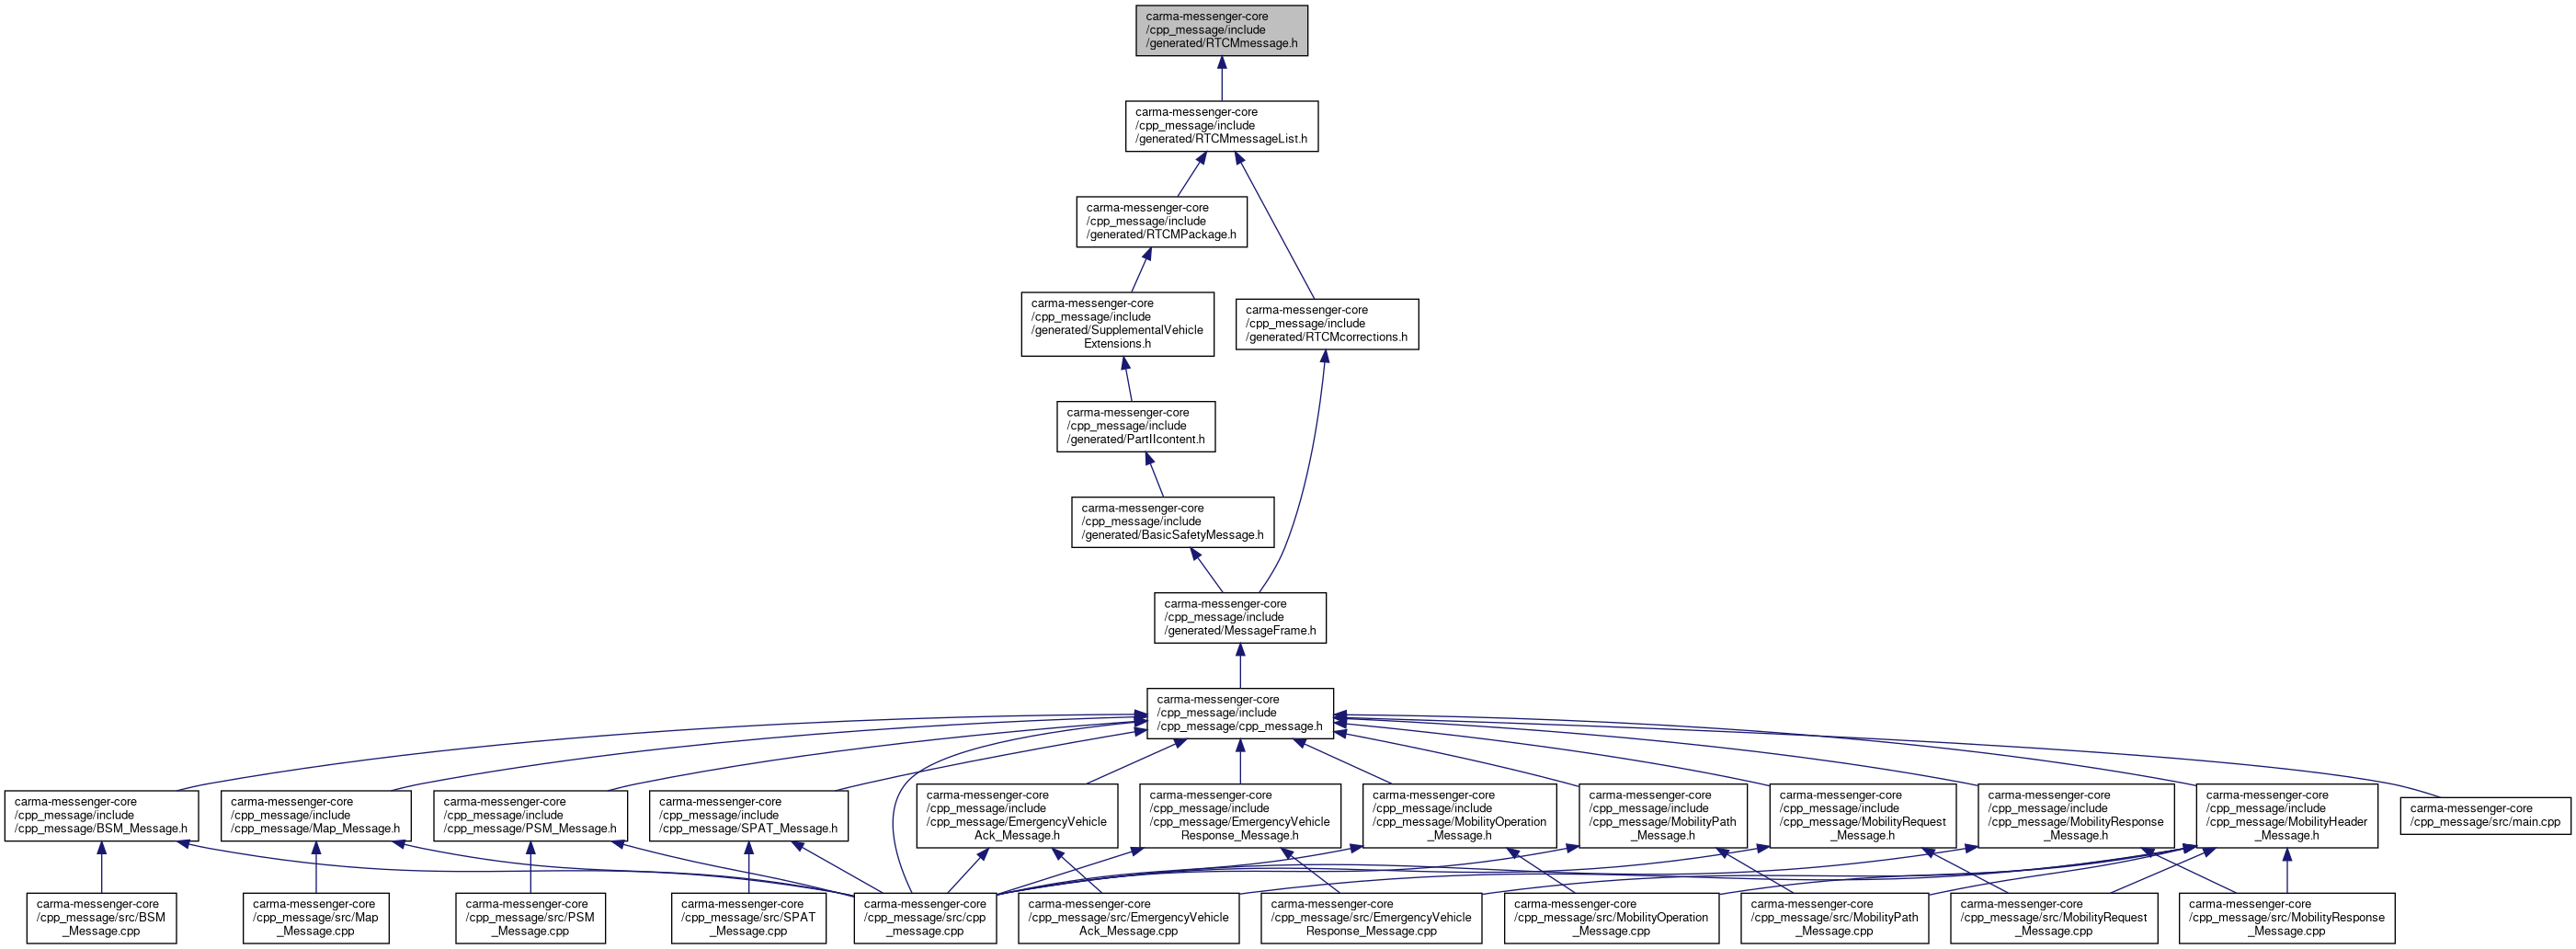 carma-messenger-core
/cpp_message/include
/generated/RTCMmessage.h
carma-messenger-core
/cpp_message/include
/generated/RTCMmessageList.h
carma-messenger-core
/cpp_message/include
/generated/RTCMPackage.h
carma-messenger-core
/cpp_message/include
/generated/SupplementalVehicle
Extensions.h
carma-messenger-core
/cpp_message/include
/generated/RTCMcorrections.h
carma-messenger-core
/cpp_message/include
/generated/PartIIcontent.h
carma-messenger-core
/cpp_message/include
/generated/BasicSafetyMessage.h
carma-messenger-core
/cpp_message/include
/generated/MessageFrame.h
carma-messenger-core
/cpp_message/include
/cpp_message/cpp_message.h
carma-messenger-core
/cpp_message/include
/cpp_message/BSM_Message.h
carma-messenger-core
/cpp_message/include
/cpp_message/Map_Message.h
carma-messenger-core
/cpp_message/include
/cpp_message/PSM_Message.h
carma-messenger-core
/cpp_message/include
/cpp_message/SPAT_Message.h
carma-messenger-core
/cpp_message/include
/cpp_message/EmergencyVehicle
Ack_Message.h
carma-messenger-core
/cpp_message/include
/cpp_message/EmergencyVehicle
Response_Message.h
carma-messenger-core
/cpp_message/include
/cpp_message/MobilityOperation
_Message.h
carma-messenger-core
/cpp_message/include
/cpp_message/MobilityPath
_Message.h
carma-messenger-core
/cpp_message/include
/cpp_message/MobilityRequest
_Message.h
carma-messenger-core
/cpp_message/include
/cpp_message/MobilityResponse
_Message.h
carma-messenger-core
/cpp_message/include
/cpp_message/MobilityHeader
_Message.h
carma-messenger-core
/cpp_message/src/main.cpp
carma-messenger-core
/cpp_message/src/BSM
_Message.cpp
carma-messenger-core
/cpp_message/src/Map
_Message.cpp
carma-messenger-core
/cpp_message/src/PSM
_Message.cpp
carma-messenger-core
/cpp_message/src/SPAT
_Message.cpp
carma-messenger-core
/cpp_message/src/cpp
_message.cpp
carma-messenger-core
/cpp_message/src/EmergencyVehicle
Ack_Message.cpp
carma-messenger-core
/cpp_message/src/EmergencyVehicle
Response_Message.cpp
carma-messenger-core
/cpp_message/src/MobilityOperation
_Message.cpp
carma-messenger-core
/cpp_message/src/MobilityPath
_Message.cpp
carma-messenger-core
/cpp_message/src/MobilityRequest
_Message.cpp
carma-messenger-core
/cpp_message/src/MobilityResponse
_Message.cpp